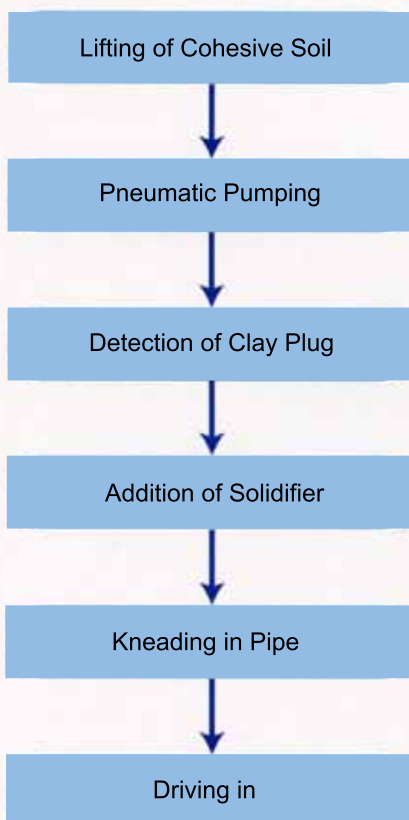 Lifting of Cohesive Soil
Pneumatic Pumping
Detection of Clay Plug
Addition of Solidifier
Kneading in Pipe
Driving in